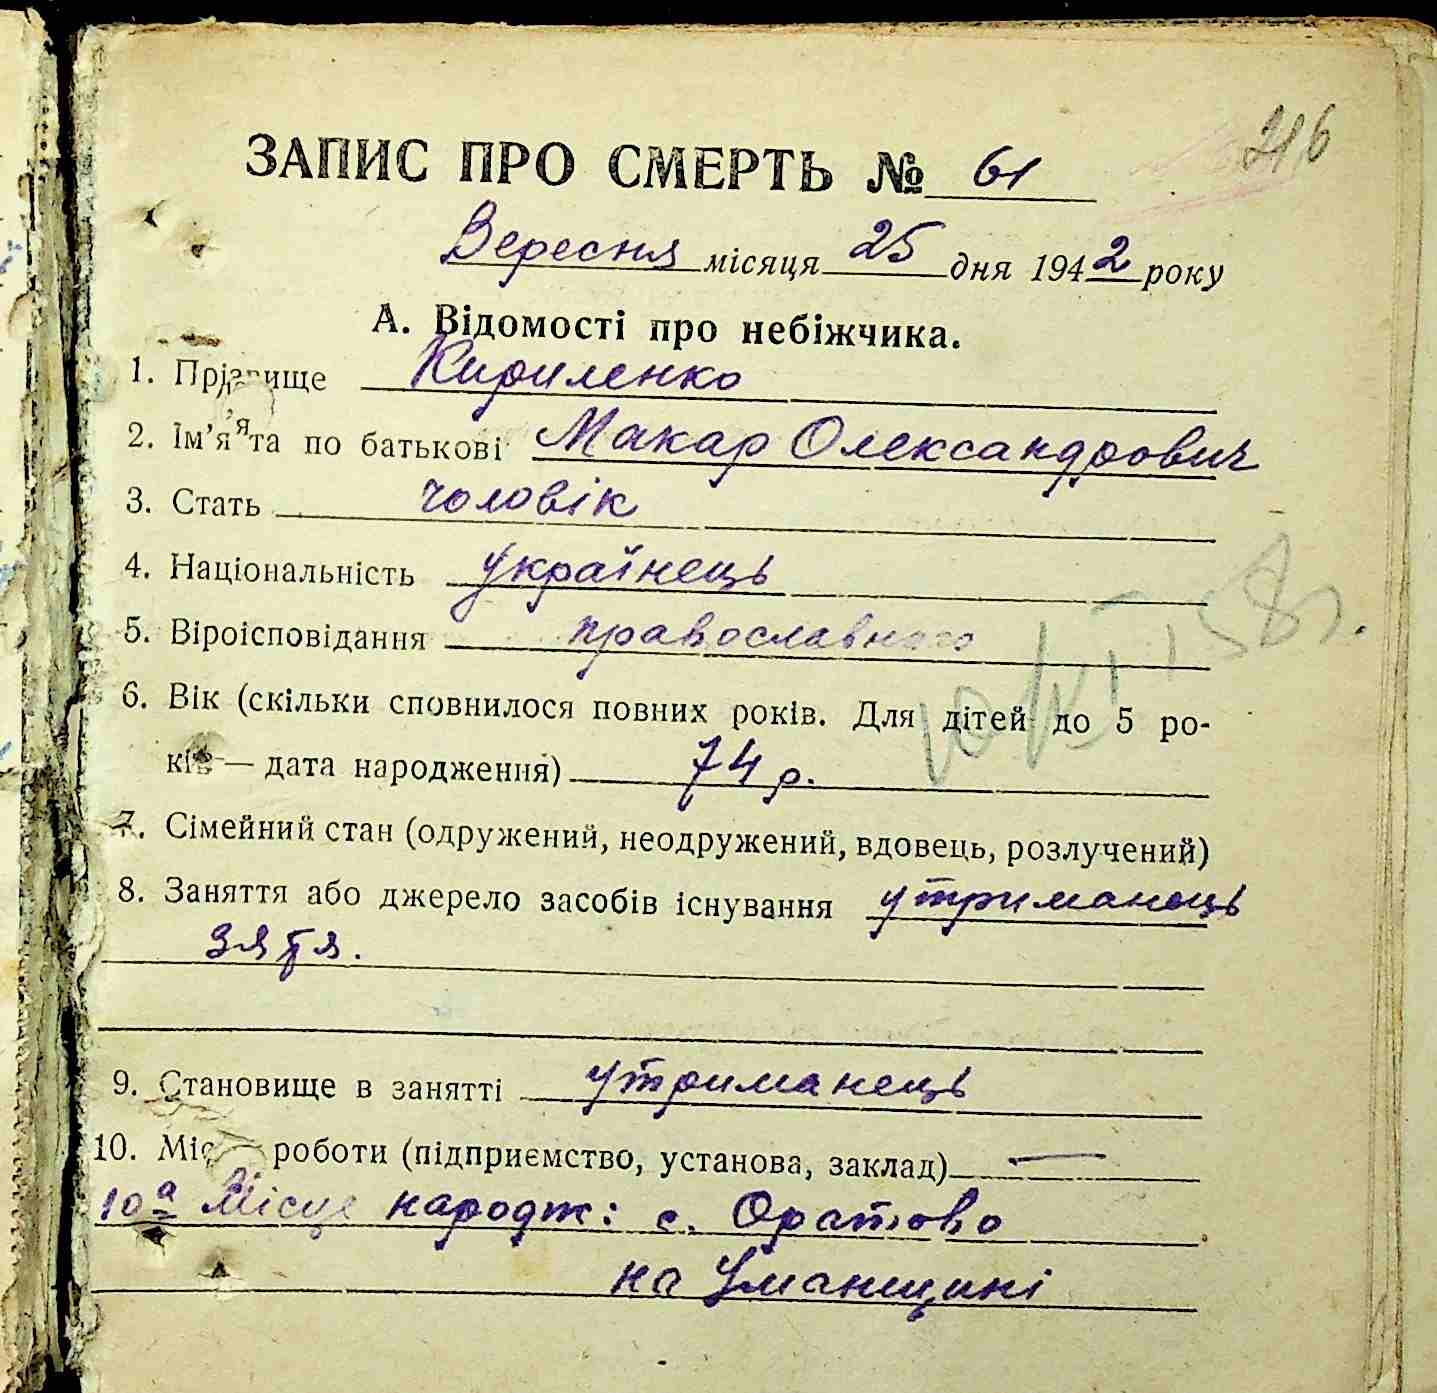 216
ЗАПИС ПРО СМЕРТЬ № 61
Вересня місяця 25 дня 1942 року
А. Відомості про небіжчика.
1. Прізвище Кириленко
2. Ім'я та по батькові Макар Олександрович
3. Стать чоловік
4. Національність українець
5. Віроісповідання православного
6. Вік (скільки сповнилося повних років. Для дітей до 5 ро-
ків — дата народження) 74 р.
7. Сімейний стан (одружений, неодружений, вдовець, розлучений)
8. Заняття або джерело засобів існування утриманець
зятя.
9. Становище в занятті утриманець
10. Місце роботи (підприємство, установа, заклад) —
10а Місце народж: с. Оратово
на Уманщині